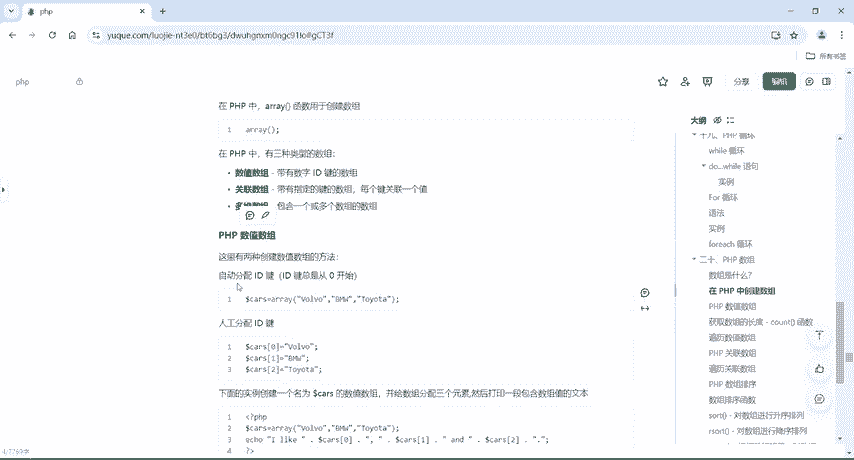 php
yuque.com/luojie-nt3e0/bt6bg3/dwuhgmxm0ngc91fo#gCT3f
所有书签
php
分享
编辑
在 PHP 中，array() 函数用于创建数组
1 array();
在 PHP 中，有三种类型的数组：
数值数组 - 带有数字 ID 键的数组
关联数组 - 带有指定的键的数组，每个键关联一个值
包含一个或多个数组的数组
PHP 数值数组
这里有两种创建数值数组的方法：
自动分配 ID 键（ID 键总是从 0 开始）
1 $cars=array("Volvo","BMW","Toyota");
人工分配 ID 键
1 $cars[0]="Volvo";
2 $cars[1]="BMW";
3 $cars[2]="Toyota";
下面的实例创建一个名为 $cars 的数值数组，并给数组分配三个元素,然后打印一段包含数组值的文本
1 <?php
2 $cars=array("Volvo","BMW","Toyota");
3 echo "I like " . $cars[0] . ", " . $cars[1] . " and " . $cars[2] . ".";
4 ?>
大纲
十九、PHP 循环
while 循环
do...while 语句
实例
For 循环
语法
实例
foreach 循环
二十、PHP 数组
数组是什么？
在 PHP 中创建数组
PHP 数值数组
获取数组的长度 - count() 函数
遍历数值数组
PHP 关联数组
遍历关联数组
PHP 数组排序
数组排序函数
sort() - 对数组进行升序排列
rsort() - 对数组进行降序排列